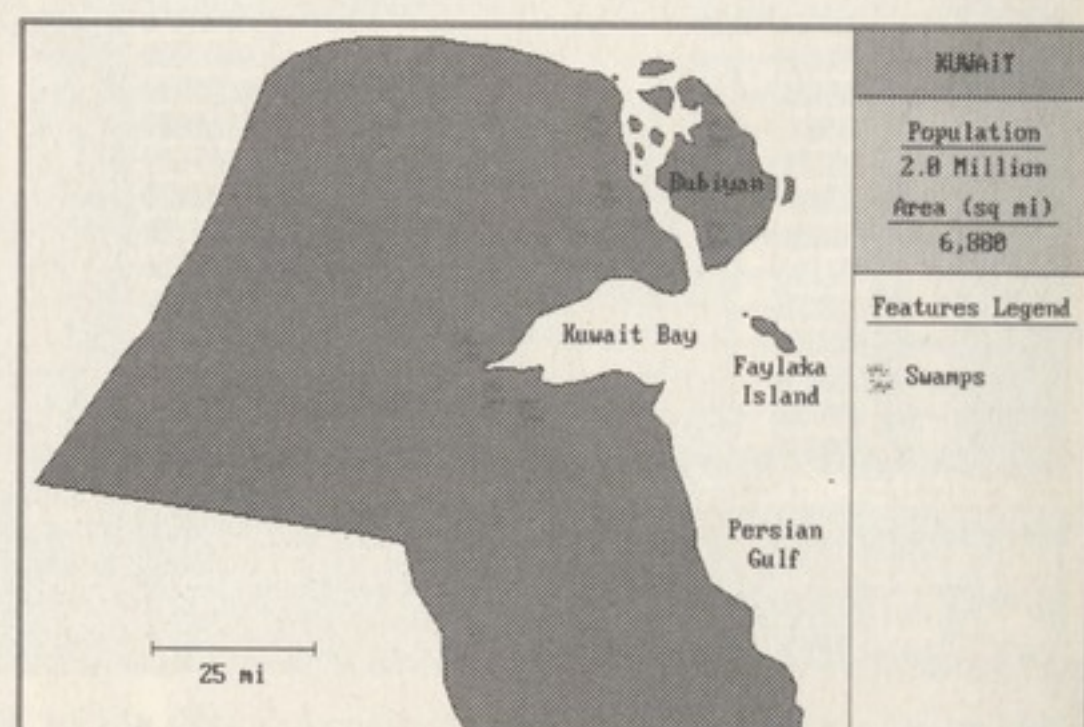 KUWAIT
Population
2.0 Million
Area (sq mi)
6,880
Features Legend
Swamps
Bubiyan
Kuwait Bay
Faylaka
Island
Persian
Gulf
25 mi